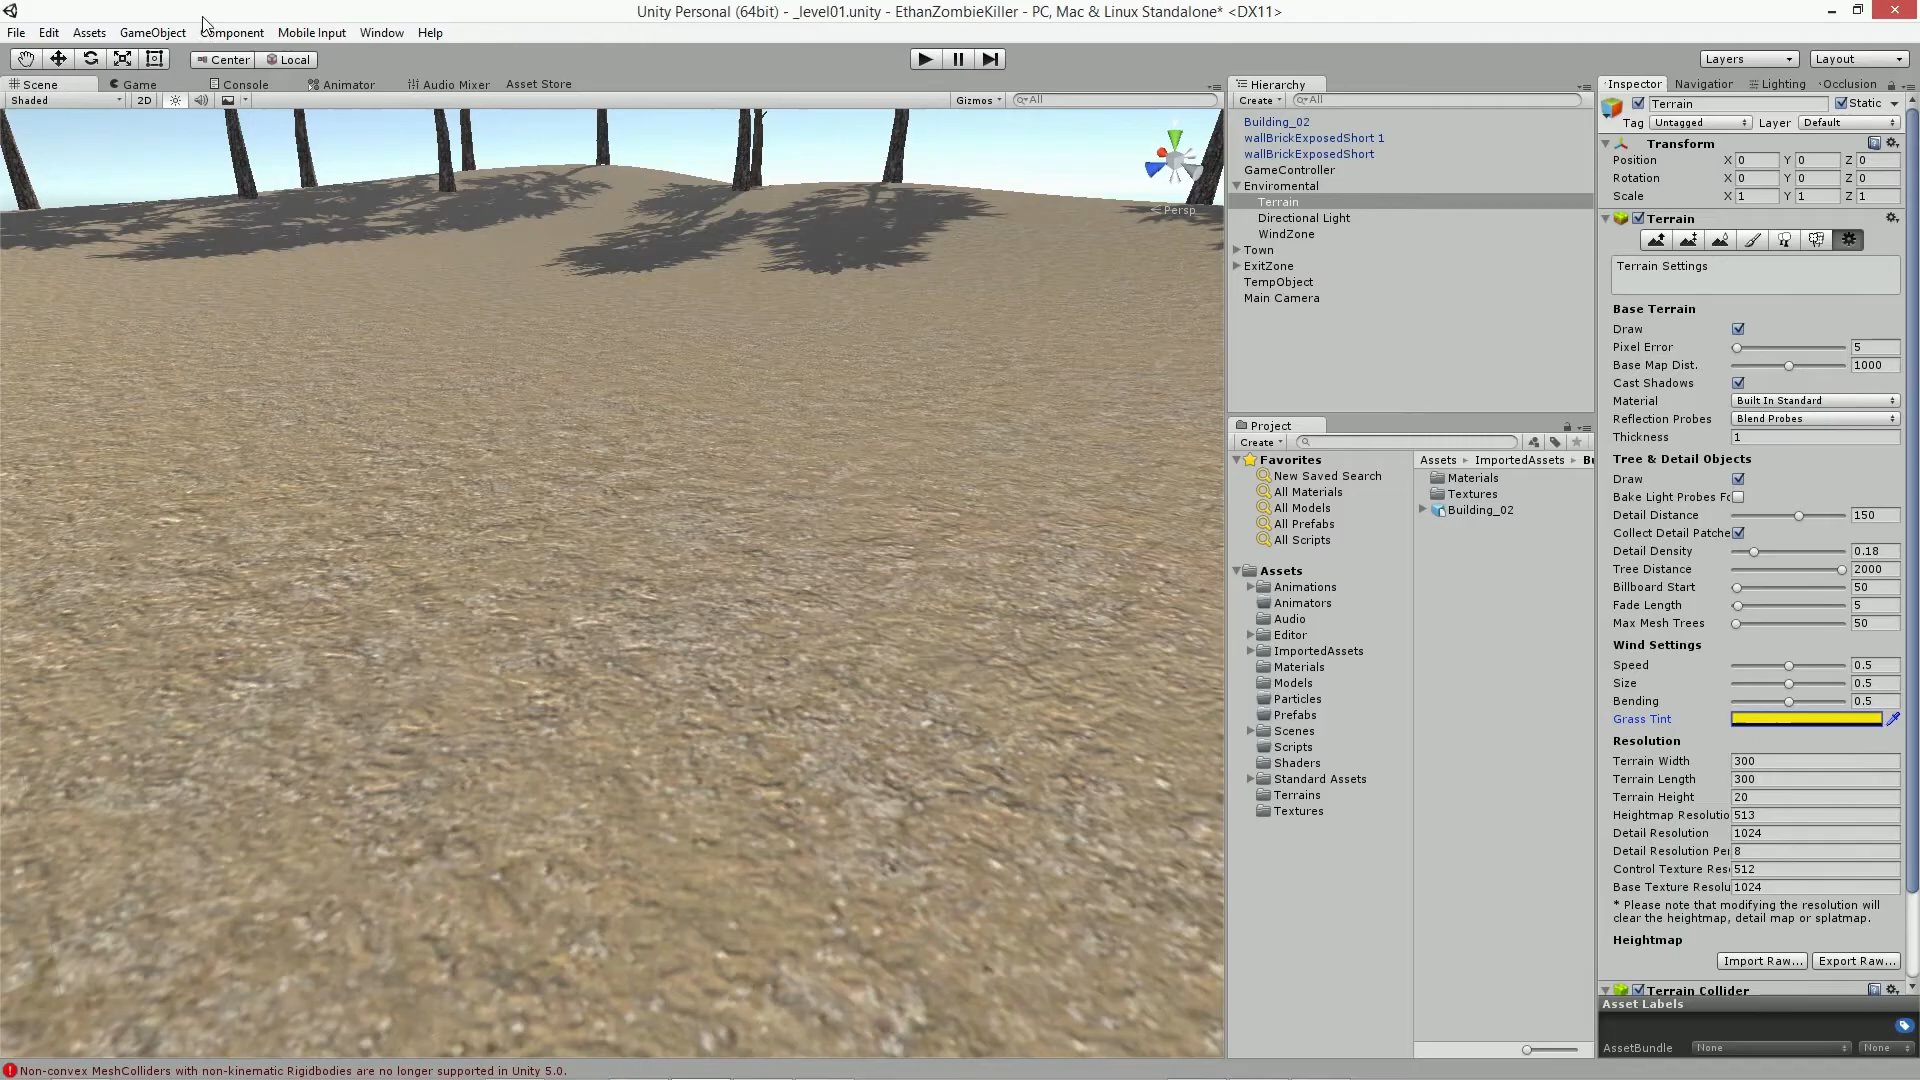 Unity Personal (64bit) - _level01.unity - EthanZombieKiller - PC, Mac & Linux Standalone* <DX11>
File Edit Assets GameObject Component Mobile Input Window Help
Center Local Layers Layout
Scene Game Console Animator Audio Mixer Asset Store
Shaded 2D Gizmos All
Persp
Hierarchy
Create All
Building_02
wallBrickExposedShort 1
wallBrickExposedShort
GameController
Enviromental
Terrain
Directional Light
WindZone
Town
ExitZone
TempObject
Main Camera
Project
Create
Favorites
New Saved Search
All Materials
All Models
All Prefabs
All Scripts
Assets
Animations
Animators
Audio
Editor
ImportedAssets
Materials
Models
Particles
Prefabs
Scenes
Scripts
Shaders
Standard Assets
Terrains
Textures
Assets ImportedAssets Bu
Materials
Textures
Building_02
Inspector Navigation Lighting Occlusion
Terrain Static
Tag Untagged Layer Default
Transform
Position X 0 Y 0 Z 0
Rotation X 0 Y 0 Z 0
Scale X 1 Y 1 Z 1
Terrain
Terrain Settings
Base Terrain
Draw
Pixel Error 5
Base Map Dist. 1000
Cast Shadows
Material Built In Standard
Reflection Probes Blend Probes
Thickness 1
Tree & Detail Objects
Draw
Bake Light Probes Fo
Detail Distance 150
Collect Detail Patche
Detail Density 0.18
Tree Distance 2000
Billboard Start 50
Fade Length 5
Max Mesh Trees 50
Wind Settings
Speed 0.5
Size 0.5
Bending 0.5
Grass Tint
Resolution
Terrain Width 300
Terrain Length 300
Terrain Height 20
Heightmap Resolutio 513
Detail Resolution 1024
Detail Resolution Per 8
Control Texture Res 512
Base Texture Resolu 1024
* Please note that modifying the resolution will
clear the heightmap, detail map or splatmap.
Heightmap
Import Raw... Export Raw...
Terrain Collider
Asset Labels
AssetBundle None None
Non-convex MeshColliders with non-kinematic Rigidbodies are no longer supported in Unity 5.0.